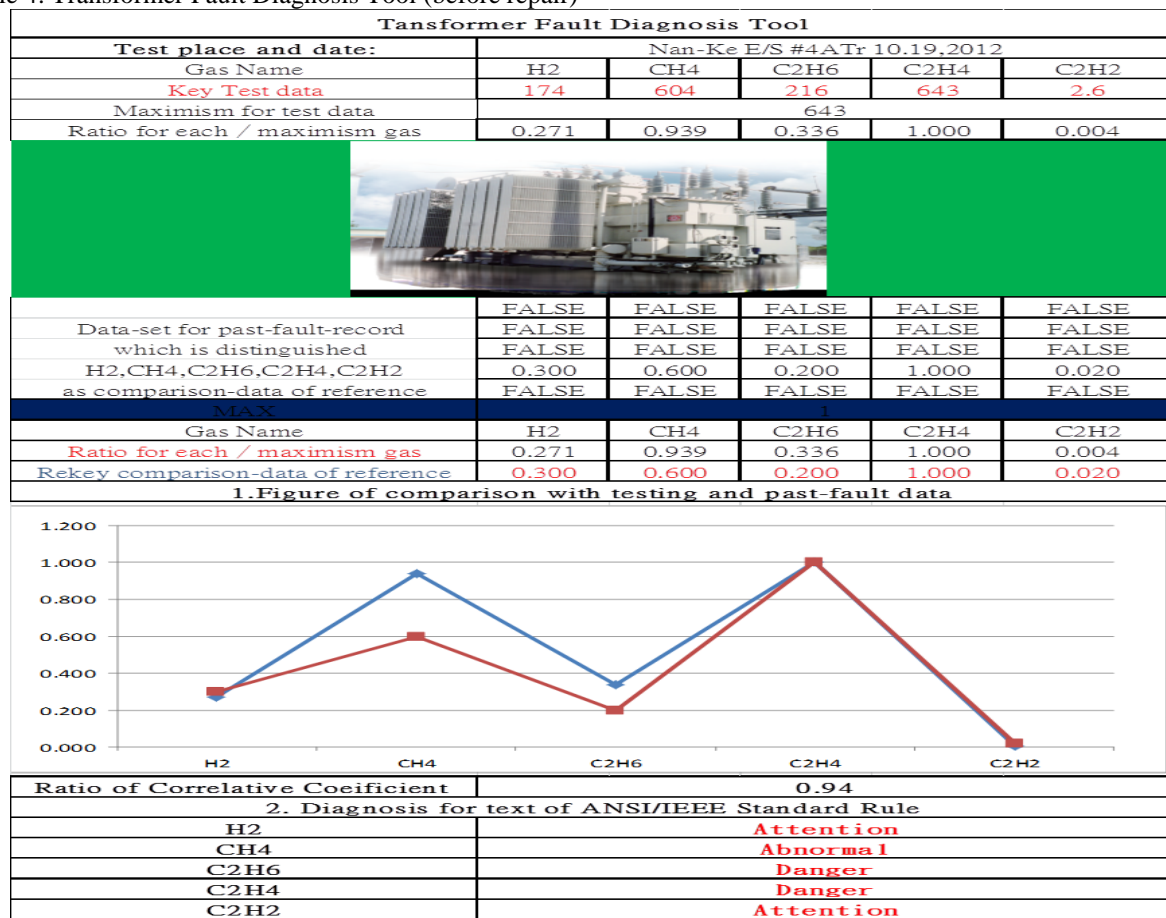 4. Transformer Fault Diagnosis Tool (before repair)
Tansformer Fault Diagnosis Tool
Test place and date: Nan-Ke E/S #4ATr 10.19,2012
Gas Name H2 CH4 C2H6 C2H4 C2H2
Key Test data 174 604 216 643 2.6
Maximism for test data 643
Ratio for each / maximism gas 0.271 0.939 0.336 1.000 0.004
FALSE FALSE FALSE FALSE FALSE
Data-set for past-fault-record FALSE FALSE FALSE FALSE FALSE
which is distinguished FALSE FALSE FALSE FALSE FALSE
H2,CH4,C2H6,C2H4,C2H2 0.300 0.600 0.200 1.000 0.020
as comparison-data of reference FALSE FALSE FALSE FALSE FALSE
MAX 1
Gas Name H2 CH4 C2H6 C2H4 C2H2
Ratio for each / maximism gas 0.271 0.939 0.336 1.000 0.004
Rekey comparison-data of reference 0.300 0.600 0.200 1.000 0.020
1.Figure of comparison with testing and past-fault data
1.200
1.000
0.800
0.600
0.400
0.200
0.000
H2 CH4 C2H6 C2H4 C2H2
Ratio of Correlative Coeificient 0.94
2. Diagnosis for text of ANSI/IEEE Standard Rule
H2 Attention
CH4 Abnormal
C2H6 Danger
C2H4 Danger
C2H2 Attention